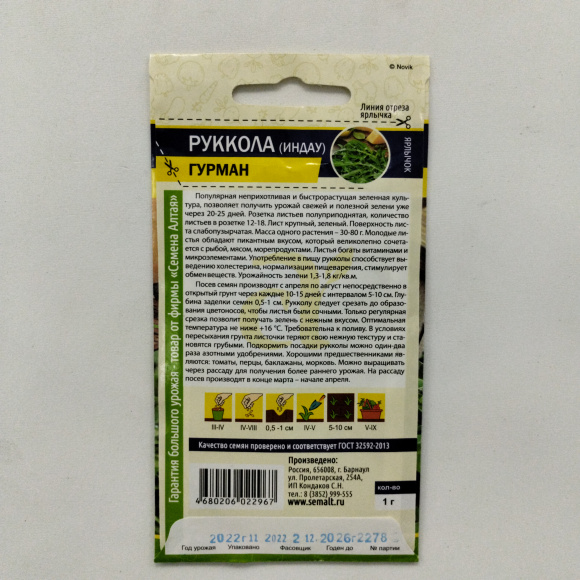 © Novik
Линия отреза
ярлычка
РУККОЛА (ИНДАУ)
ГУРМАН
ЯРЛЫЧОК
Гарантия большого урожая - товар от фирмы «Семена Алтая»
Популярная неприхотливая и быстрорастущая зеленная куль-
тура, позволяет получить урожай свежей и полезной зелени уже
через 20-25 дней. Розетка листьев полуприподнятая, количество
листьев в розетке 12-18. Лист крупный, зеленый. Поверхность лис-
та слабопузырчатая. Масса одного растения – 30-80 г. Молодые ли-
стья обладают пикантным вкусом, который великолепно сочета-
ется с рыбой, мясом, морепродуктами. Листья богаты витаминами и
микроэлементами. Употребление в пищу рукколы способствует вы-
ведению холестерина, нормализации пищеварения, стимулирует
обмен веществ. Урожайность зелени 1,3-1,8 кг/кв.м.
Посев семян производят с апреля по август непосредственно в
открытый грунт через каждые 10-15 дней с интервалом 5-10 см. Глу-
бина заделки семян 0,5-1 см. Рукколу следует срезать до образо-
вания цветоносов, чтобы листья были сочными. Только регулярная
срезка позволит получать зелень с нежным вкусом. Оптимальная
температура не ниже +16 °С. Требовательна к поливу. В условиях
пересыхания грунта листочки теряют свою нежную текстуру и ста-
новятся грубыми. Подкормить посадки рукколы можно один-два
раза азотными удобрениями. Хорошими предшественниками яв-
ляются: томаты, перцы, баклажаны, морковь. Можно выращивать
через рассаду для получения более раннего урожая. На рассаду
посев производят в конце марта – начале апреля.
III-IV IV-VIII 0,5 -1 см IV-V 5-10 см V-IX
Качество семян проверено и соответствует ГОСТ 32592-2013
Произведено:
Россия, 656008, г. Барнаул
ул. Пролетарская, 254А,
ИП Кондаков С.Н.
тел.: 8 (3852) 999-555
www.semalt.ru
кол-во
1 г
4 680206 022967
2022г 11 2022 2 12. 2026г 2278
Год урожая Упаковано Фасовщик Годен до № партии